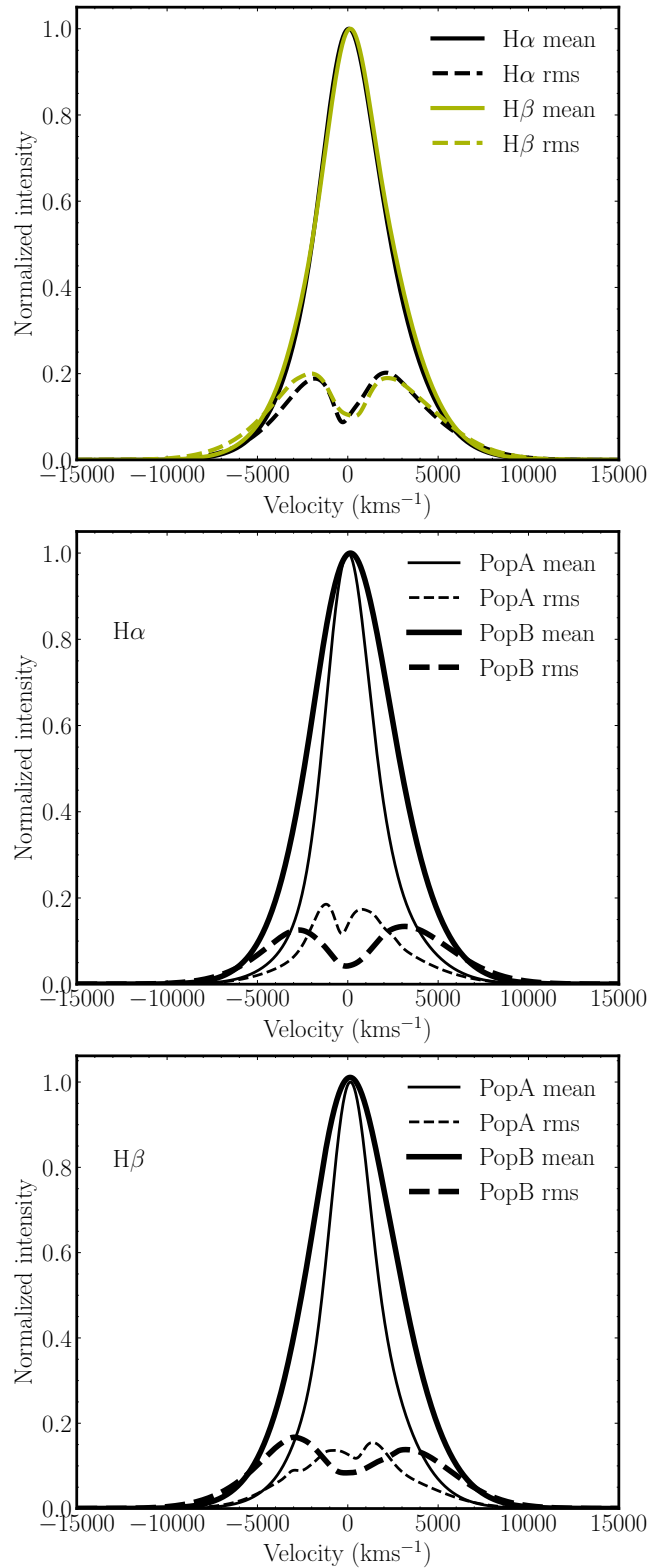 1.0
0.8
0.6
0.4
0.2
0.0
Normalized intensity
Hα mean
Hα rms
Hβ mean
Hβ rms
−15000 −10000 −5000 0 5000 10000 15000
Velocity (kms⁻¹)
1.0
0.8
0.6
0.4
0.2
0.0
Normalized intensity
Hα
PopA mean
PopA rms
PopB mean
PopB rms
−15000 −10000 −5000 0 5000 10000 15000
Velocity (kms⁻¹)
1.0
0.8
0.6
0.4
0.2
0.0
Normalized intensity
Hβ
PopA mean
PopA rms
PopB mean
PopB rms
−15000 −10000 −5000 0 5000 10000 15000
Velocity (kms⁻¹)